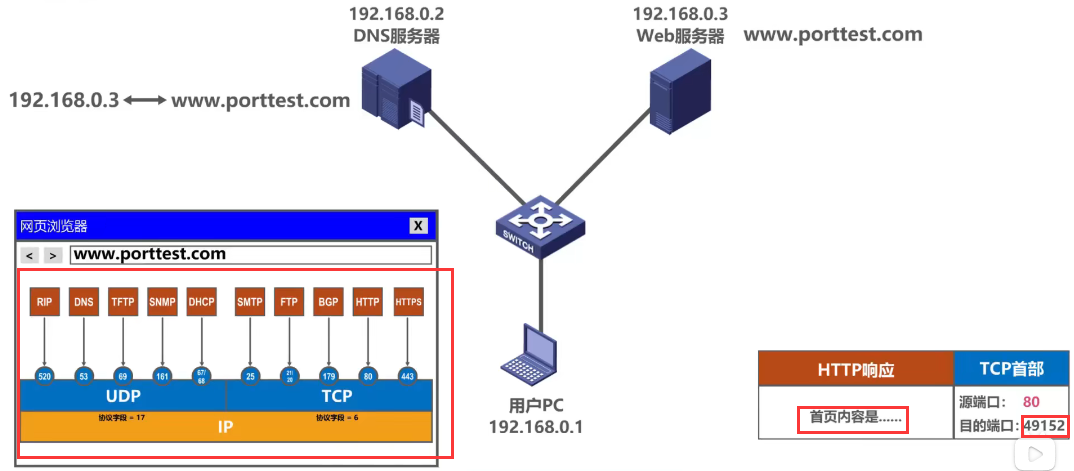 192.168.0.2
DNS服务器
192.168.0.3
Web服务器
www.porttest.com
192.168.0.3
www.porttest.com
SWITCH
网页浏览器
X
< >
www.porttest.com
RIP DNS TFTP SNMP DHCP SMTP FTP BGP HTTP HTTPS
520 53 69 161 67/68 25 21/20 179 80 443
UDP TCP
协议字段 = 17 协议字段 = 6
IP
用户PC
192.168.0.1
HTTP响应 TCP首部
首页内容是......
源端口: 80
目的端口: 49152